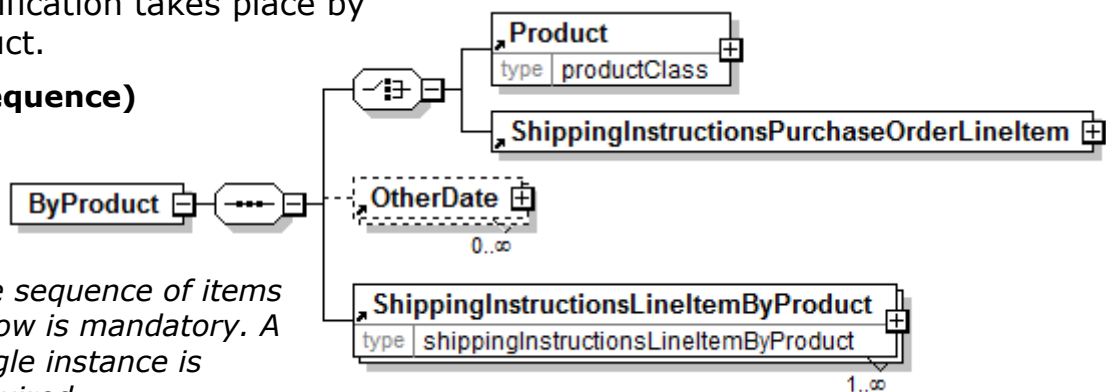 ification takes place by
uct.
equence)
e sequence of items
ow is mandatory. A
gle instance is
Product
type productClass
ShippingInstructionsPurchaseOrderLineItem
ByProduct
OtherDate
0..∞
ShippingInstructionsLineItemByProduct
type shippingInstructionsLineItemByProduct
1..∞